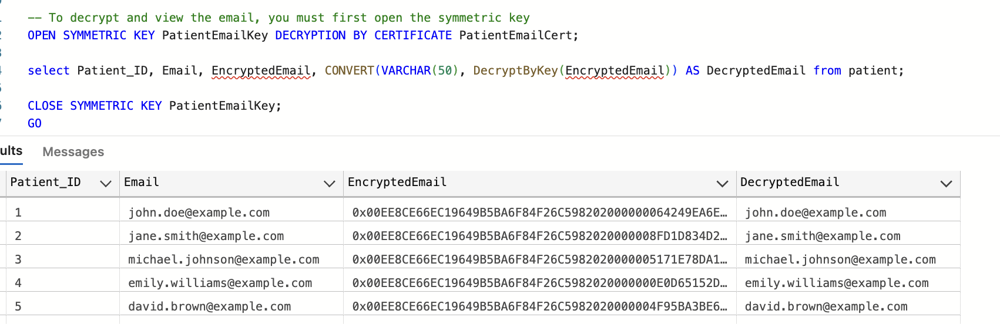 -- To decrypt and view the email, you must first open the symmetric key
OPEN SYMMETRIC KEY PatientEmailKey DECRYPTION BY CERTIFICATE PatientEmailCert;
select Patient_ID, Email, EncryptedEmail, CONVERT(VARCHAR(50), DecryptByKey(EncryptedEmail)) AS DecryptedEmail from patient;
CLOSE SYMMETRIC KEY PatientEmailKey;
GO
ults Messages
Patient_ID Email EncryptedEmail DecryptedEmail
1 john.doe@example.com 0x00EE8CE66EC19649B5BA6F84F26C598202000000064249EA6E… john.doe@example.com
2 jane.smith@example.com 0x00EE8CE66EC19649B5BA6F84F26C5982020000008FD1D834D2… jane.smith@example.com
3 michael.johnson@example.com 0x00EE8CE66EC19649B5BA6F84F26C5982020000005171E78DA1… michael.johnson@example.com
4 emily.williams@example.com 0x00EE8CE66EC19649B5BA6F84F26C5982020000000E0D65152D… emily.williams@example.com
5 david.brown@example.com 0x00EE8CE66EC19649B5BA6F84F26C5982020000004F95BA3BE6… david.brown@example.com